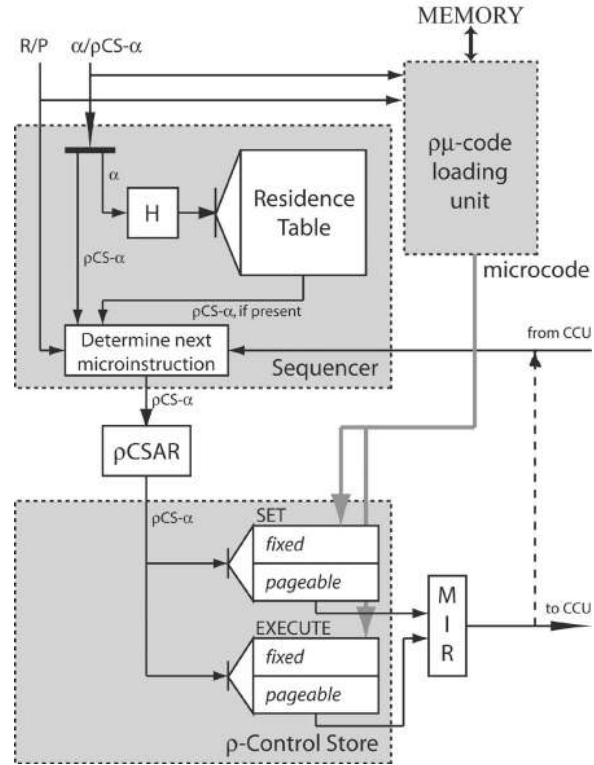 MEMORY
R/P
α/ρCS-α
ρμ-code
loading
unit
α
H
Residence
Table
microcode
ρCS-α
ρCS-α, if present
from CCU
Determine next
microinstruction
Sequencer
ρCS-α
ρCSAR
ρCS-α
SET
fixed
pageable
M
I
R
to CCU
EXECUTE
fixed
pageable
ρ-Control Store